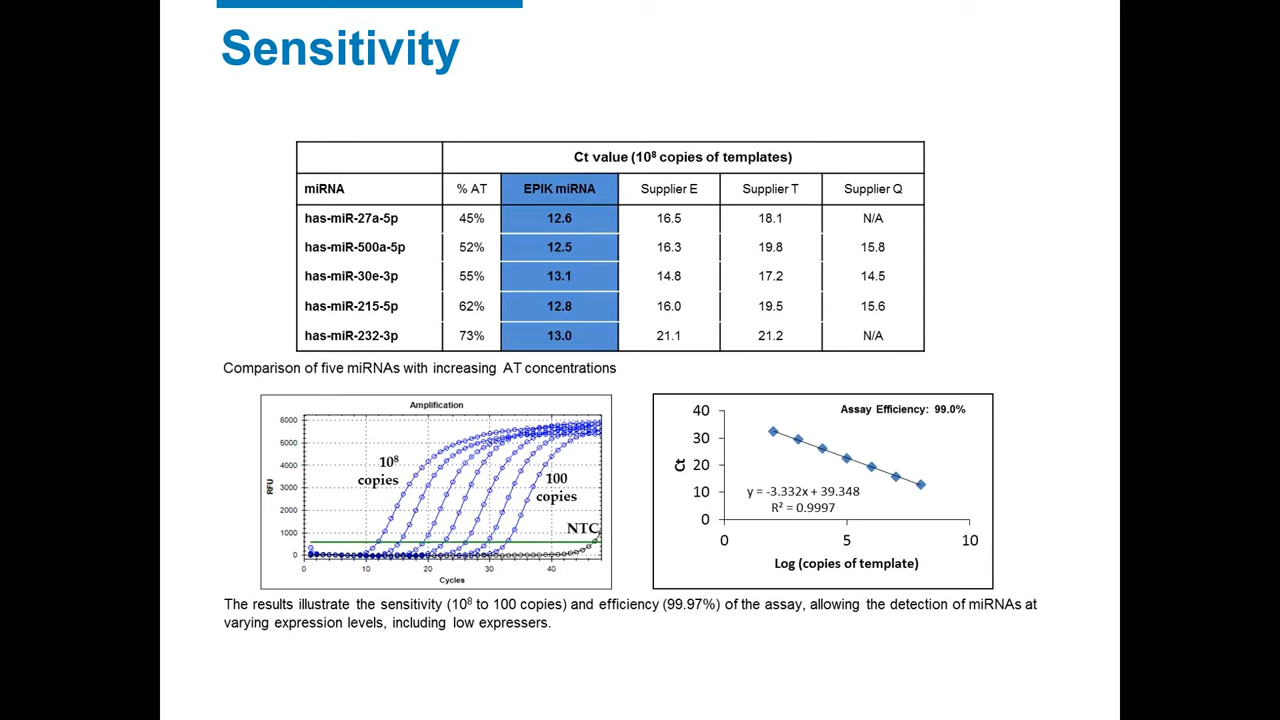 Sensitivity
Ct value (10⁸ copies of templates)
miRNA % AT EPIK miRNA Supplier E Supplier T Supplier Q
has-miR-27a-5p 45% 12.6 16.5 18.1 N/A
has-miR-500a-5p 52% 12.5 16.3 19.8 15.8
has-miR-30e-3p 55% 13.1 14.8 17.2 14.5
has-miR-215-5p 62% 12.8 16.0 19.5 15.6
has-miR-232-3p 73% 13.0 21.1 21.2 N/A
Comparison of five miRNAs with increasing AT concentrations
Amplification
6000
5000
4000
3000
2000
1000
0
RFU
10⁸
copies
100
copies
NTC
0 10 20 30 40
Cycles
Assay Efficiency: 99.0%
40
30
20
10
0
Ct
y = -3.332x + 39.348
R² = 0.9997
0 5 10
Log (copies of template)
The results illustrate the sensitivity (10⁸ to 100 copies) and efficiency (99.97%) of the assay, allowing the detection of miRNAs at
varying expression levels, including low expressers.